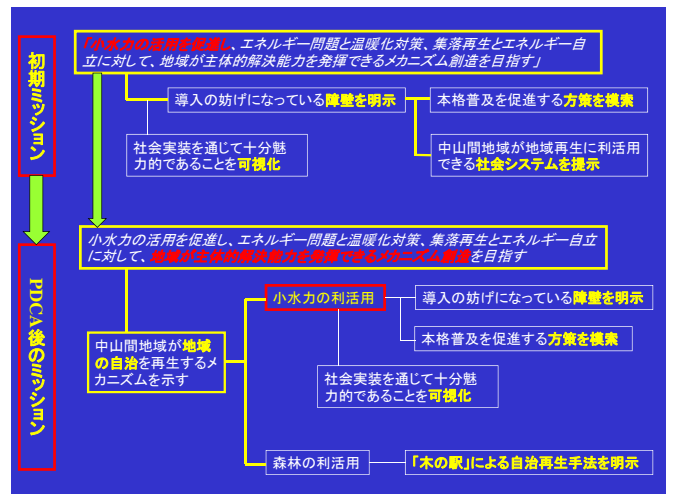 初期ミッション
「小水力の活用を促進し、エネルギー問題と温暖化対策、集落再生とエネルギー自
立に対して、地域が主体的解決能力を発揮できるメカニズム創造を目指す」
導入の妨げになっている障壁を明示
本格普及を促進する方策を模索
社会実装を通じて十分魅
力的であることを可視化
中山間地域が地域再生に利活用
できる社会システムを提示
PDCA後のミッション
小水力の活用を促進し、エネルギー問題と温暖化対策、集落再生とエネルギー自立
に対して、地域が主体的解決能力を発揮できるメカニズム創造を目指す
中山間地域が地域
の自治を再生するメ
カニズムを示す
小水力の利活用
導入の妨げになっている障壁を明示
本格普及を促進する方策を模索
社会実装を通じて十分魅
力的であることを可視化
森林の利活用
「木の駅」による自治再生手法を明示